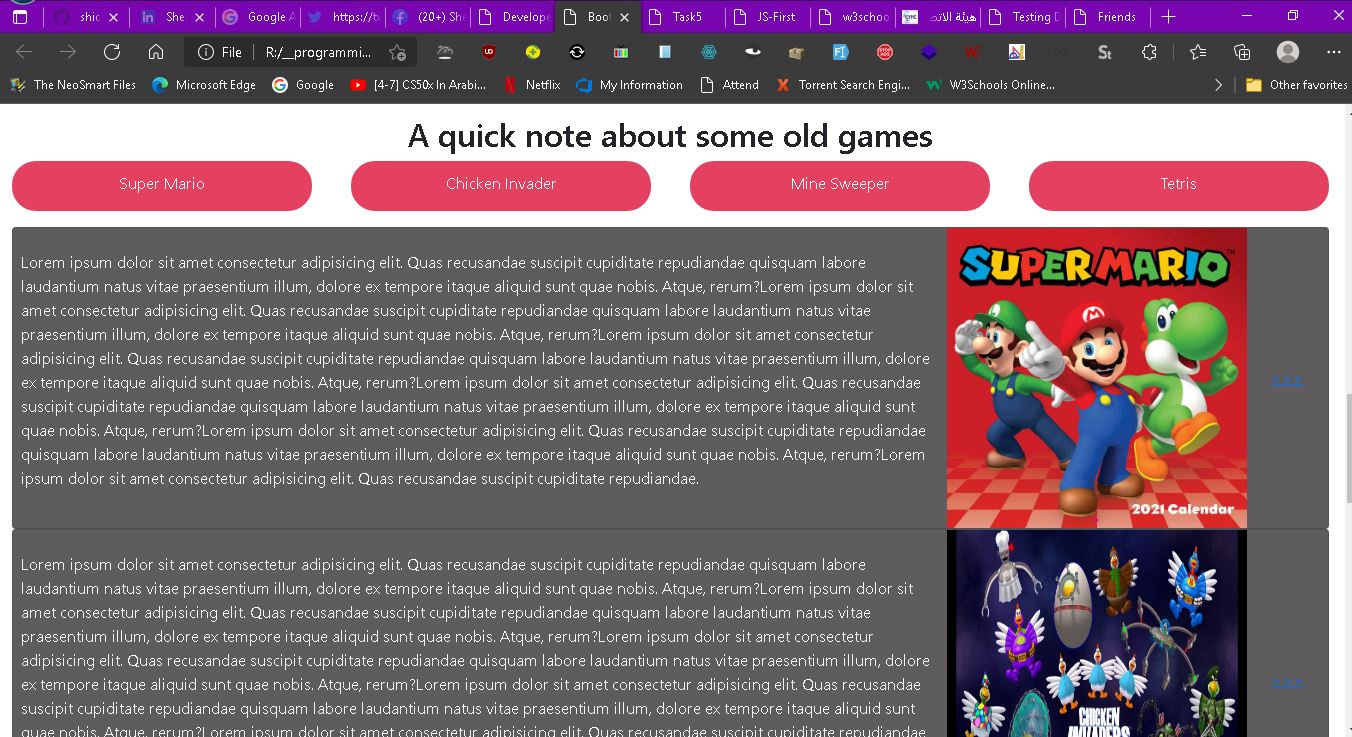 shic
She
Google A
https://t
(20+) Sh
Develope
Boo
Task5
JS-First
w3schoo
هيئة الاتص
Testing D
Friends
File
R:/__programmi...
The NeoSmart Files
Microsoft Edge
Google
[4-7] CS50x In Arabi...
Netflix
My Information
Attend
Torrent Search Engi...
W3Schools Online...
Other favorites
A quick note about some old games
Super Mario
Chicken Invader
Mine Sweeper
Tetris
Lorem ipsum dolor sit amet consectetur adipisicing elit. Quas recusandae suscipit cupiditate repudiandae quisquam labore
laudantium natus vitae praesentium illum, dolore ex tempore itaque aliquid sunt quae nobis. Atque, rerum?Lorem ipsum dolor sit
amet consectetur adipisicing elit. Quas recusandae suscipit cupiditate repudiandae quisquam labore laudantium natus vitae
praesentium illum, dolore ex tempore itaque aliquid sunt quae nobis. Atque, rerum?Lorem ipsum dolor sit amet consectetur
adipisicing elit. Quas recusandae suscipit cupiditate repudiandae quisquam labore laudantium natus vitae praesentium illum, dolore
ex tempore itaque aliquid sunt quae nobis. Atque, rerum?Lorem ipsum dolor sit amet consectetur adipisicing elit. Quas recusandae
suscipit cupiditate repudiandae quisquam labore laudantium natus vitae praesentium illum, dolore ex tempore itaque aliquid sunt
quae nobis. Atque, rerum?Lorem ipsum dolor sit amet consectetur adipisicing elit. Quas recusandae suscipit cupiditate repudiandae
quisquam labore laudantium natus vitae praesentium illum, dolore ex tempore itaque aliquid sunt quae nobis. Atque, rerum?Lorem
ipsum dolor sit amet consectetur adipisicing elit. Quas recusandae suscipit cupiditate repudiandae.
SUPER MARIO™
2021 Calendar
Lorem ipsum dolor sit amet consectetur adipisicing elit. Quas recusandae suscipit cupiditate repudiandae quisquam labore
laudantium natus vitae praesentium illum, dolore ex tempore itaque aliquid sunt quae nobis. Atque, rerum?Lorem ipsum dolor sit
amet consectetur adipisicing elit. Quas recusandae suscipit cupiditate repudiandae quisquam labore laudantium natus vitae
praesentium illum, dolore ex tempore itaque aliquid sunt quae nobis. Atque, rerum?Lorem ipsum dolor sit amet consectetur
adipisicing elit. Quas recusandae suscipit cupiditate repudiandae quisquam labore laudantium natus vitae praesentium illum, dolore
ex tempore itaque aliquid sunt quae nobis. Atque, rerum?Lorem ipsum dolor sit amet consectetur adipisicing elit. Quas recusandae
suscipit cupiditate repudiandae quisquam labore laudantium natus vitae praesentium illum, dolore ex tempore itaque aliquid sunt
quae nobis. Atque, rerum?Lorem ipsum dolor sit amet consectetur adipisicing elit. Quas recusandae suscipit cupiditate repudiandae
CHICKEN
INVADERS